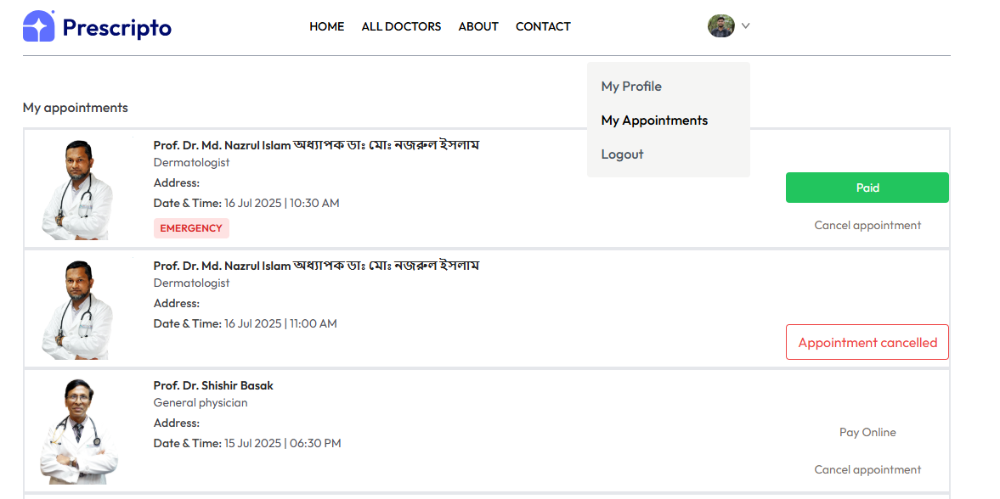 Prescripto
HOME ALL DOCTORS ABOUT CONTACT
My Profile
My Appointments
Logout
My appointments
Prof. Dr. Md. Nazrul Islam অধ্যাপক ডাঃ মোঃ নজরুল ইসলাম
Dermatologist
Address:
Date & Time: 16 Jul 2025 | 10:30 AM
EMERGENCY
Paid
Cancel appointment
Prof. Dr. Md. Nazrul Islam অধ্যাপক ডাঃ মোঃ নজরুল ইসলাম
Dermatologist
Address:
Date & Time: 16 Jul 2025 | 11:00 AM
Appointment cancelled
Prof. Dr. Shishir Basak
General physician
Address:
Date & Time: 15 Jul 2025 | 06:30 PM
Pay Online
Cancel appointment